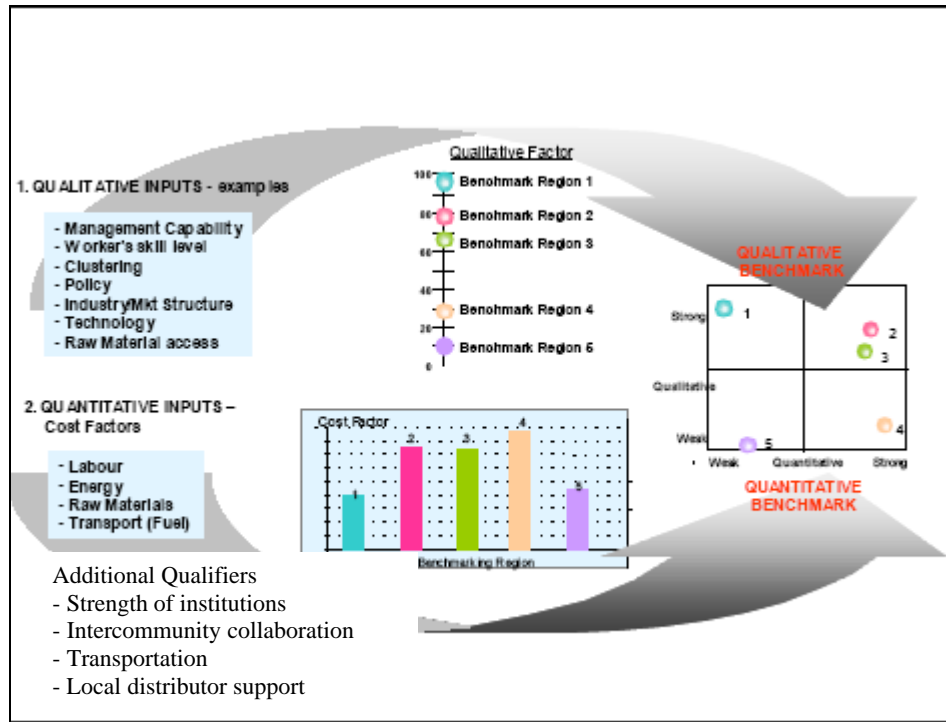 1. QUALITATIVE INPUTS - examples
- Management Capability
- Worker's skill level
- Clustering
- Policy
- Industry/Mkt Structure
- Technology
- Raw Material access
2. QUANTITATIVE INPUTS –
Cost Factors
- Labour
- Energy
- Raw Materials
- Transport (Fuel)
Additional Qualifiers
- Strength of institutions
- Intercommunity collaboration
- Transportation
- Local distributor support
Qualitative Factor
100
Benchmark Region 1
80
Benchmark Region 2
60
Benchmark Region 3
40
Benchmark Region 4
20
Benchmark Region 5
0
Cost Factor
1
2
3
4
5
Benchmarking Region
QUALITATIVE
BENCHMARK
Strong
1
2
3
Qualitative
4
Weak
5
Weak Quantitative Strong
QUANTITATIVE
BENCHMARK